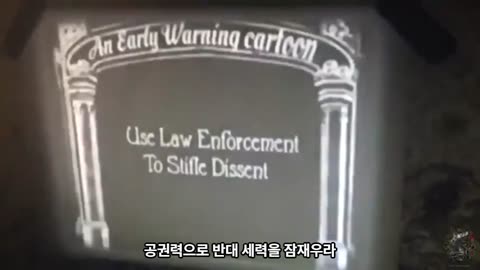 An Early Warning cartoon
Use Law Enforcement
To Stifle Dissent
공권력으로 반대 세력을 잠재우라